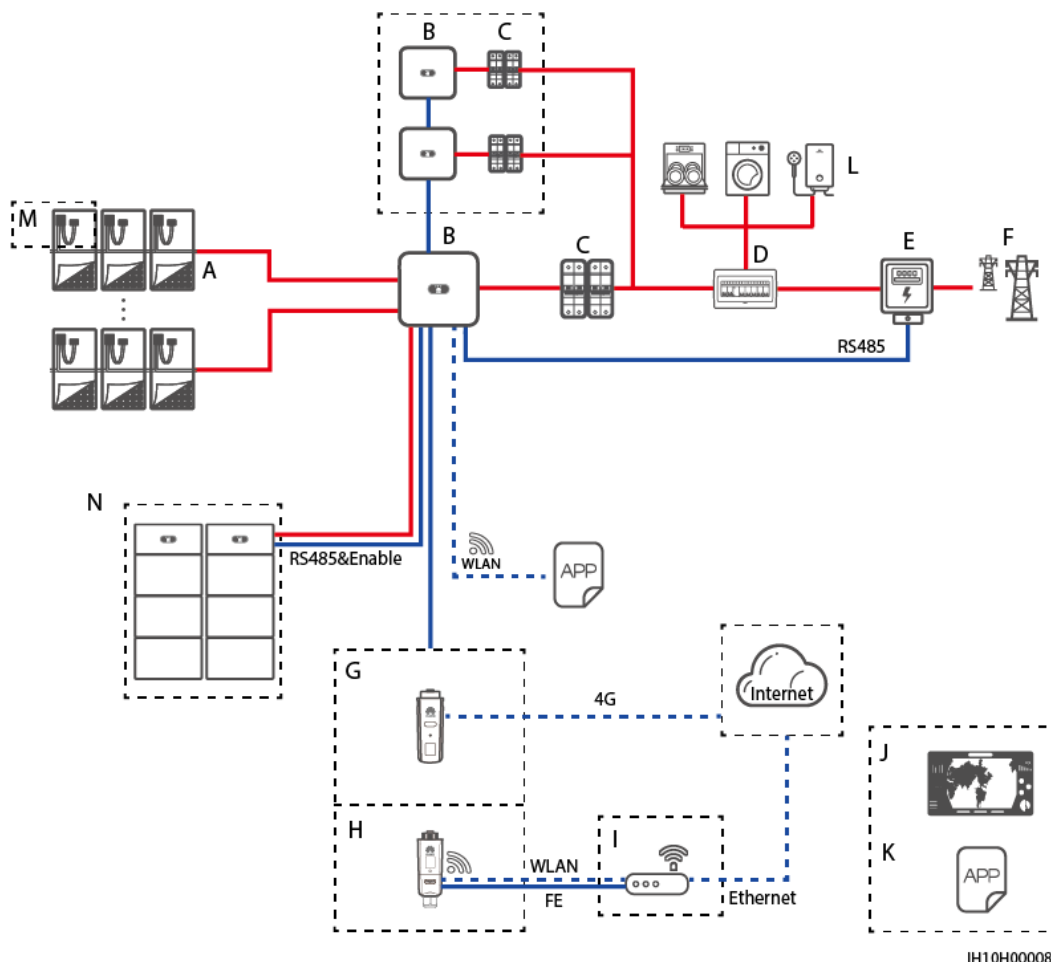 B
C
M
A
B
C
D
L
E
F
RS485
N
RS485&Enable
WLAN
APP
G
4G
Internet
H
WLAN
FE
I
Ethernet
J
K
APP
IH10H00008